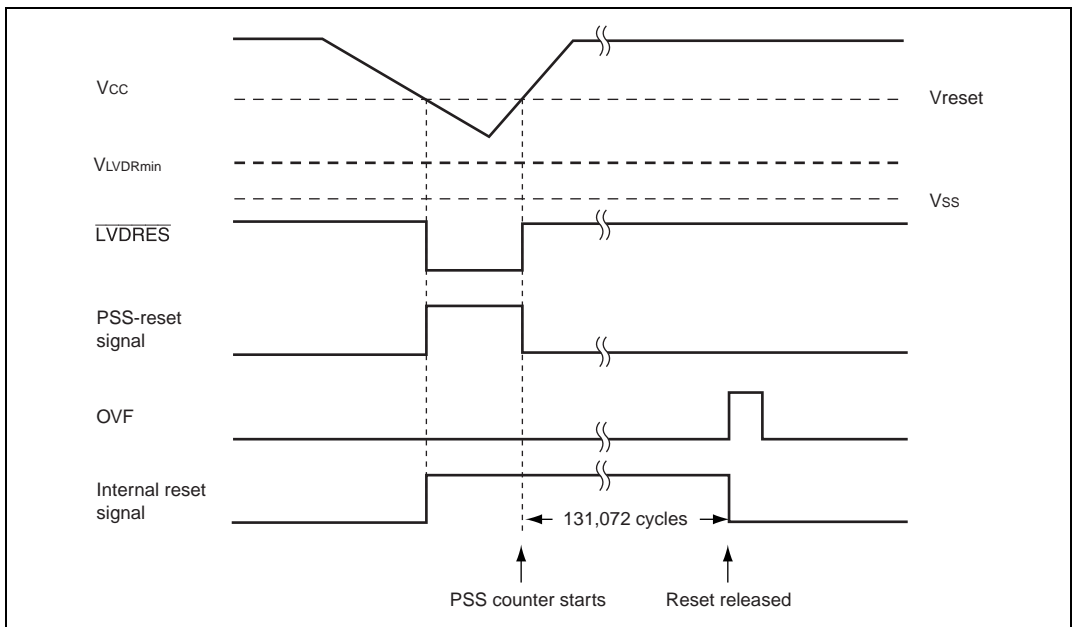 Vcc
Vreset
VLVDRmin
Vss
LVDRES
PSS-reset
signal
OVF
Internal reset
signal
131,072 cycles
PSS counter starts
Reset released